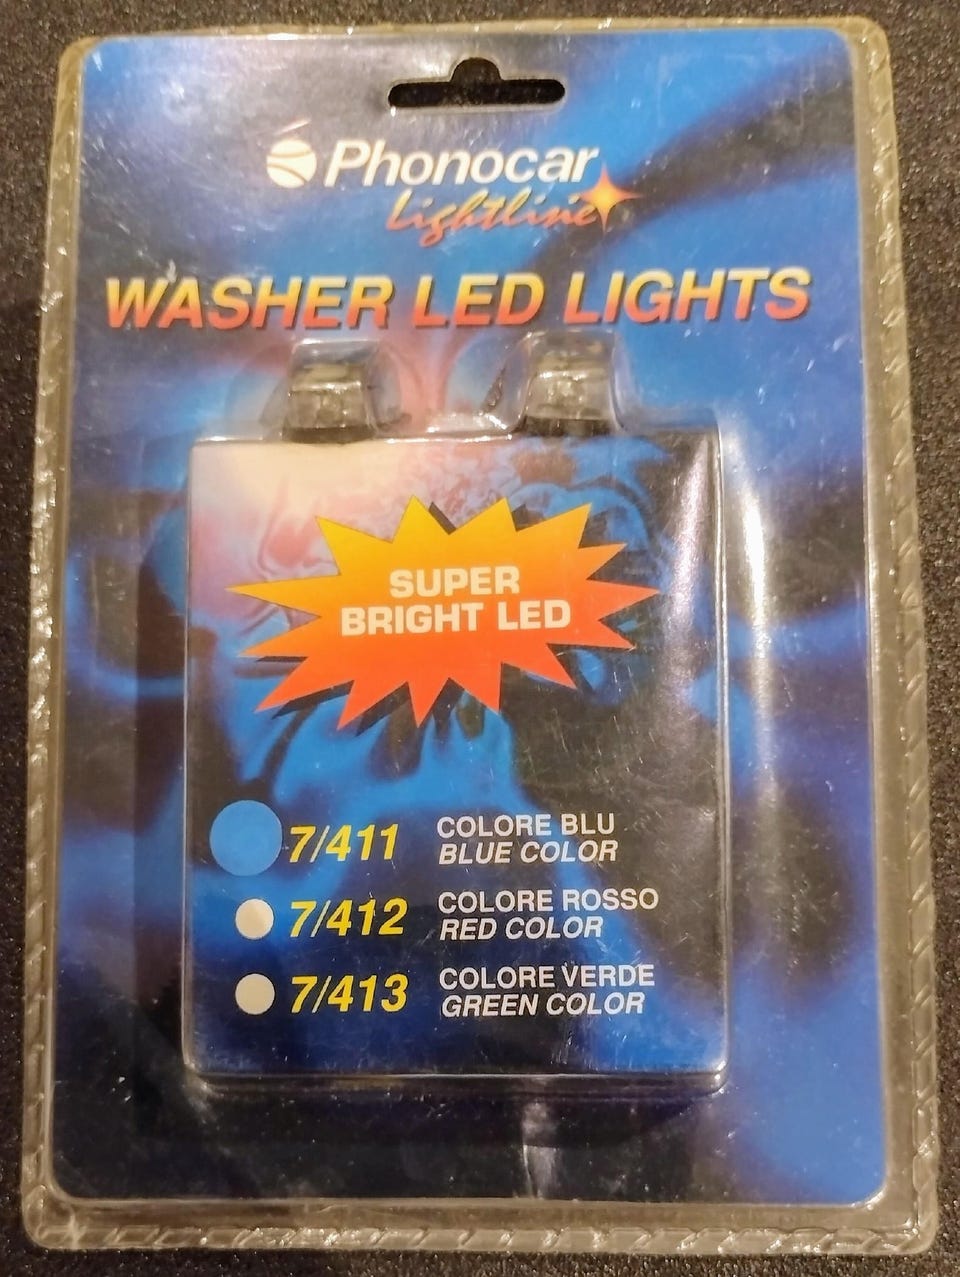 Phonocar
Lightline
WASHER LED LIGHTS
SUPER
BRIGHT LED
7/411 COLORE BLU
BLUE COLOR
7/412 COLORE ROSSO
RED COLOR
7/413 COLORE VERDE
GREEN COLOR